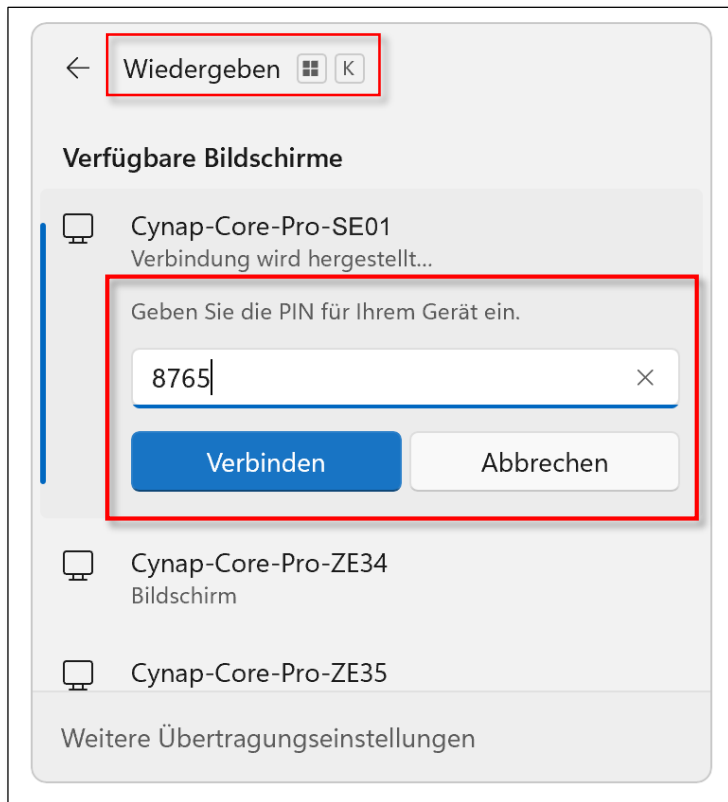 Wiedergeben K
Verfügbare Bildschirme
Cynap-Core-Pro-SE01
Verbindung wird hergestellt...
Geben Sie die PIN für Ihrem Gerät ein.
8765
Verbinden Abbrechen
Cynap-Core-Pro-ZE34
Bildschirm
Cynap-Core-Pro-ZE35
Weitere Übertragungseinstellungen